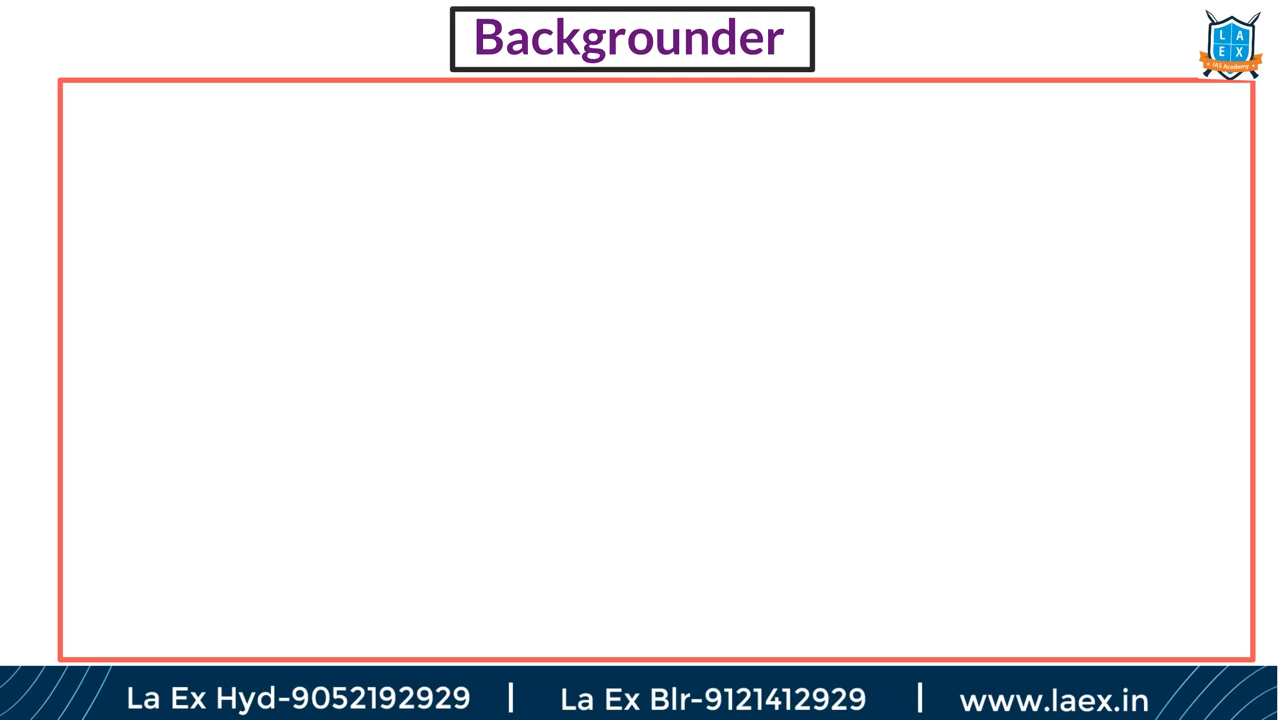 Backgrounder
L A
E X
IAS Academy
La Ex Hyd-9052192929 | La Ex Blr-9121412929 | www.laex.in